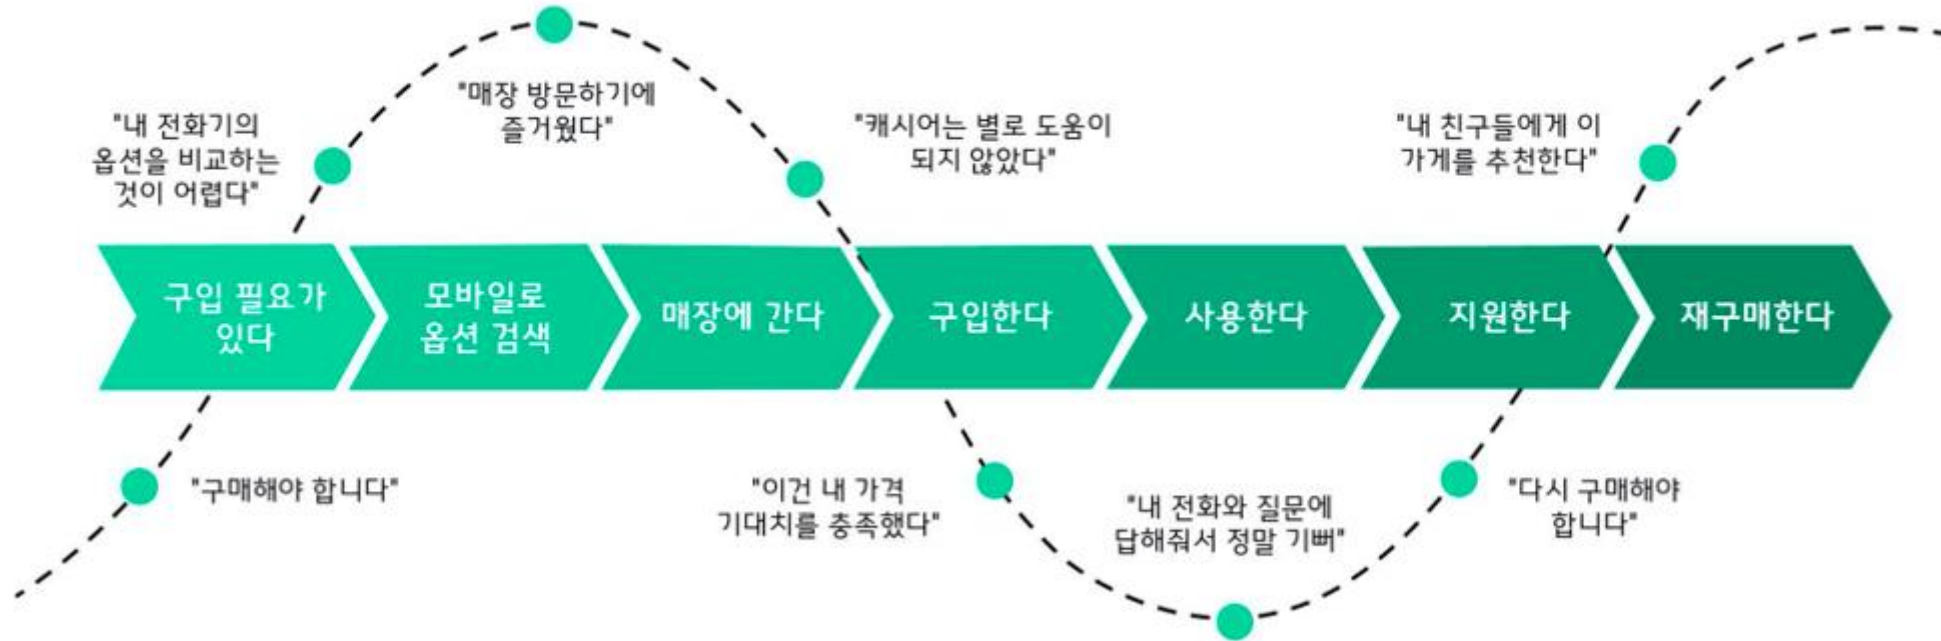 "내 전화기의
옵션을 비교하는
것이 어렵다"
"매장 방문하기에
즐거웠다"
"캐시어는 별로 도움이
되지 않았다"
"내 친구들에게 이
가게를 추천한다"
구입 필요가
있다
모바일로
옵션 검색
매장에 간다
구입한다
사용한다
지원한다
재구매한다
"구매해야 합니다"
"이건 내 가격
기대치를 충족했다"
"내 전화와 질문에
답해줘서 정말 기뻐"
"다시 구매해야
합니다"